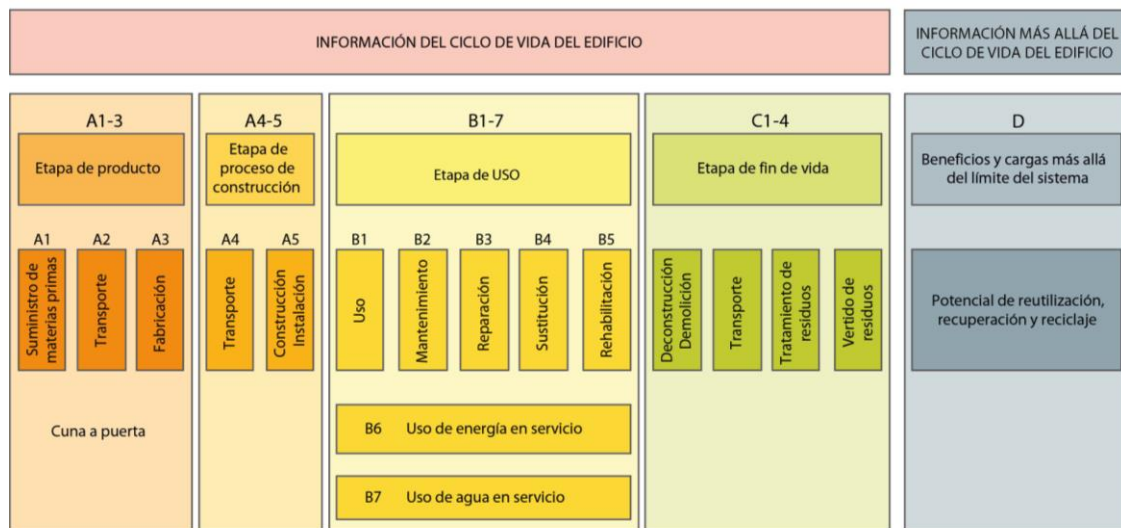 INFORMACIÓN DEL CICLO DE VIDA DEL EDIFICIO
INFORMACIÓN MÁS ALLÁ DEL
CICLO DE VIDA DEL EDIFICIO
A1-3
Etapa de producto
A1
Suministro de
materias primas
A2
Transporte
A3
Fabricación
Cuna a puerta
A4-5
Etapa de
proceso de
construcción
A4
Transporte
A5
Construcción
Instalación
B1-7
Etapa de USO
B1
Uso
B2
Mantenimiento
B3
Reparación
B4
Sustitución
B5
Rehabilitación
B6 Uso de energía en servicio
B7 Uso de agua en servicio
C1-4
Etapa de fin de vida
Deconstrucción
Demolición
Transporte
Tratamiento de
residuos
Vertido de
residuos
D
Beneficios y cargas más allá
del límite del sistema
Potencial de reutilización,
recuperación y reciclaje